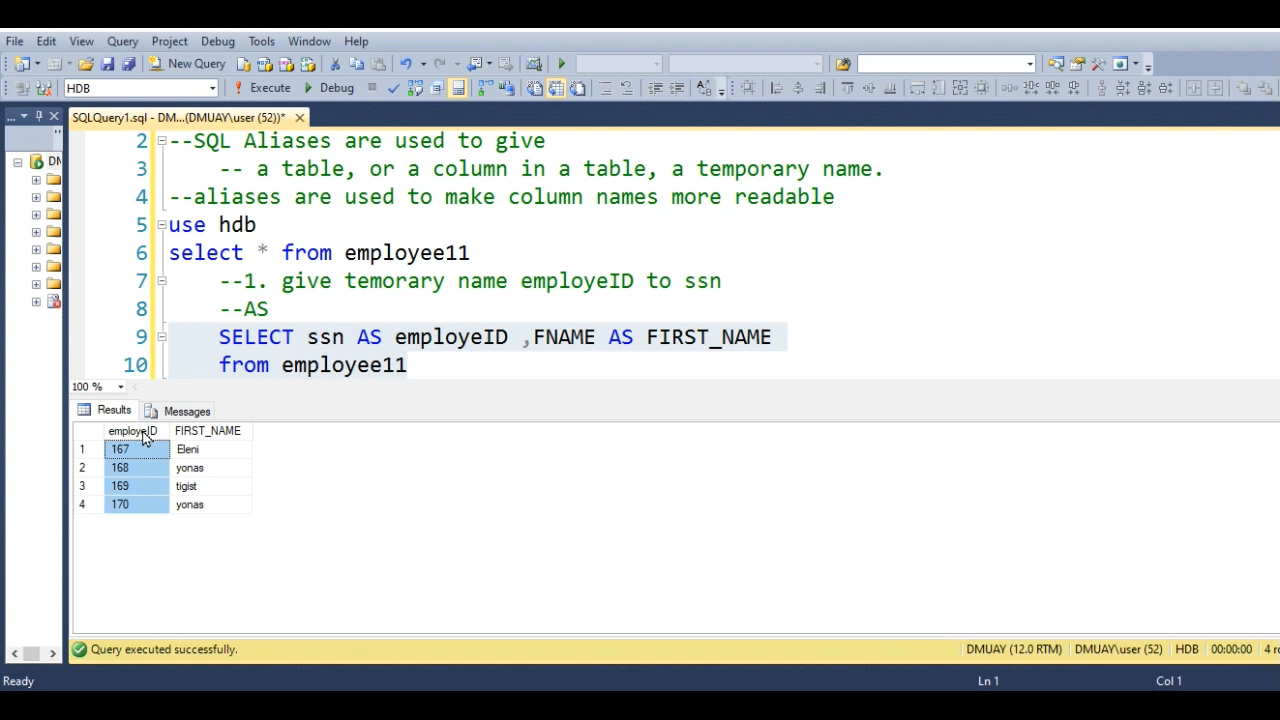 File Edit View Query Project Debug Tools Window Help
New Query
HDB Execute Debug
... SQLQuery1.sql - DM...(DMUAY\user (52))*
2 --SQL Aliases are used to give
3 -- a table, or a column in a table, a temporary name.
4 --aliases are used to make column names more readable
5 use hdb
6 select * from employee11
7 --1. give temorary name employeID to ssn
8 --AS
9 SELECT ssn AS employeID ,FNAME AS FIRST_NAME
10 from employee11
100 %
Results Messages
employeID FIRST_NAME
1 167 Eleni
2 168 yonas
3 169 tigist
4 170 yonas
Query executed successfully. DMUAY (12.0 RTM) DMUAY\user (52) HDB 00:00:00 4
Ready Ln 1 Col 1